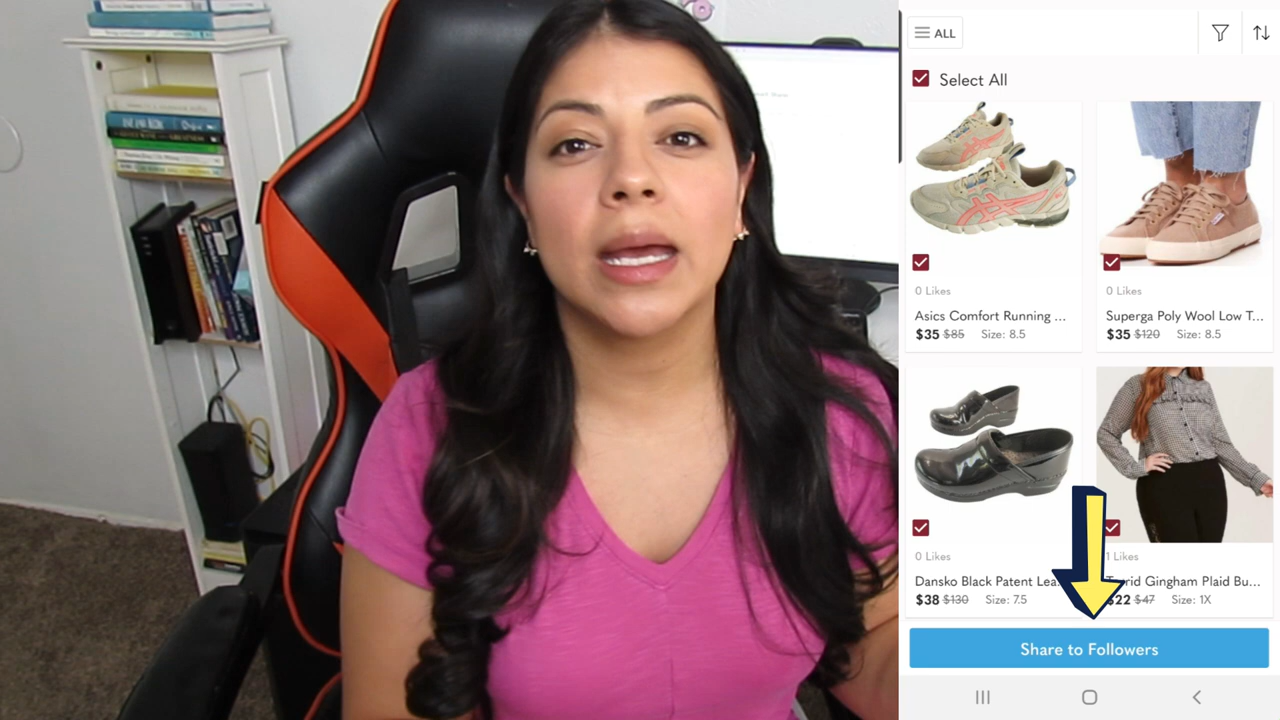 ALL
Select All
0 Likes
0 Likes
Asics Comfort Running ...
Superga Poly Wool Low T...
$35 $85 Size: 8.5
$35 $120 Size: 8.5
0 Likes
1 Likes
Dansko Black Patent Lea...
rid Gingham Plaid Bu...
$38 $130 Size: 7.5
$22 $47 Size: 1X
Share to Followers